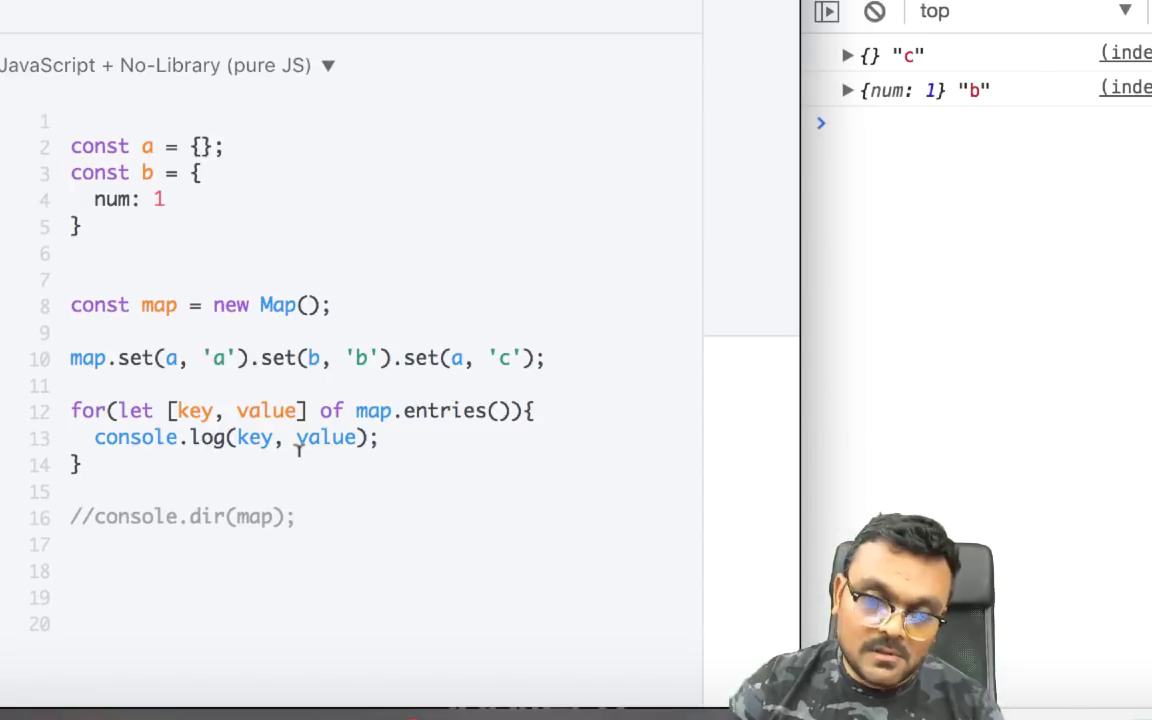 top ▼
JavaScript + No-Library (pure JS) ▼
▶ {} "c" (inde
▶ {num: 1} "b" (inde
>
1
2 const a = {};
3 const b = {
4   num: 1
5 }
6
7
8 const map = new Map();
9
10 map.set(a, 'a').set(b, 'b').set(a, 'c');
11
12 for(let [key, value] of map.entries()){
13   console.log(key, value);
14 }
15
16 //console.dir(map);
17
18
19
20